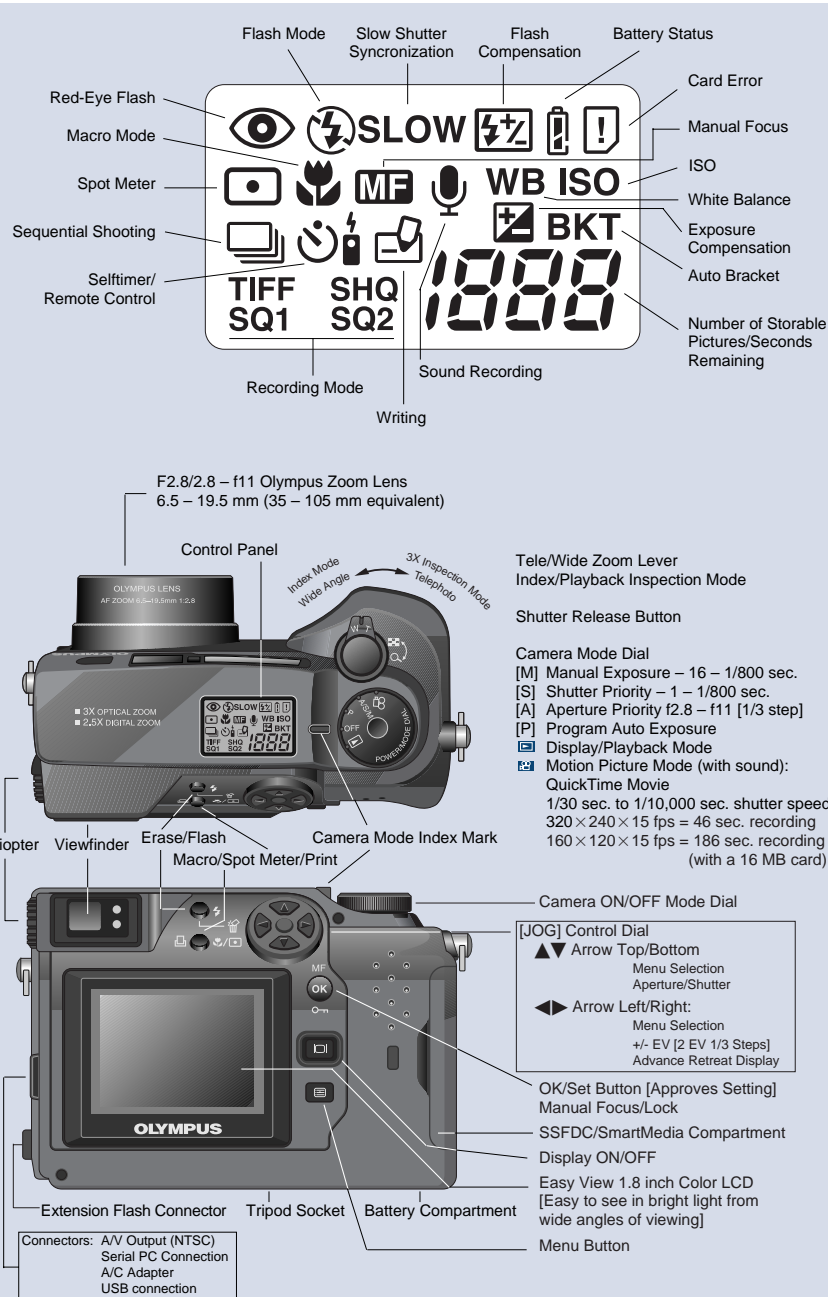 Flash Mode
Slow Shutter
Syncronization
Flash
Compensation
Battery Status
Red-Eye Flash
Card Error
Macro Mode
Manual Focus
Spot Meter
ISO
White Balance
Sequential Shooting
Exposure
Compensation
Selftimer/
Remote Control
Auto Bracket
Number of Storable
Pictures/Seconds
Remaining
Recording Mode
Sound Recording
Writing
SLOW
MF
WB ISO
BKT
TIFF SHQ
SQ1 SQ2
1888
F2.8/2.8 – f11 Olympus Zoom Lens
6.5 – 19.5 mm (35 – 105 mm equivalent)
Control Panel
Index Mode
Wide Angle
3X Inspection Mode
Telephoto
OLYMPUS LENS
AF ZOOM 6.5–19.5mm 1:2.8
W T
3X OPTICAL ZOOM
2.5X DIGITAL ZOOM
SLOW
MF WB ISO
BKT
TIFF SHQ
SQ1 SQ2 1888
A/S/M
P
OFF
POWER/MODE DIAL
Tele/Wide Zoom Lever
Index/Playback Inspection Mode
Shutter Release Button
Camera Mode Dial
[M] Manual Exposure – 16 – 1/800 sec.
[S] Shutter Priority – 1 – 1/800 sec.
[A] Aperture Priority f2.8 – f11 [1/3 step]
[P] Program Auto Exposure
Display/Playback Mode
Motion Picture Mode (with sound):
QuickTime Movie
1/30 sec. to 1/10,000 sec. shutter speed
320×240×15 fps = 46 sec. recording
160×120×15 fps = 186 sec. recording
(with a 16 MB card)
iopter
Viewfinder
Erase/Flash
Macro/Spot Meter/Print
Camera Mode Index Mark
Camera ON/OFF Mode Dial
[JOG] Control Dial
▲▼ Arrow Top/Bottom
Menu Selection
Aperture/Shutter
◀▶ Arrow Left/Right:
Menu Selection
+/- EV [2 EV 1/3 Steps]
Advance Retreat Display
MF
OK
OLYMPUS
OK/Set Button [Approves Setting]
Manual Focus/Lock
SSFDC/SmartMedia Compartment
Display ON/OFF
Easy View 1.8 inch Color LCD
[Easy to see in bright light from
wide angles of viewing]
Menu Button
Extension Flash Connector
Tripod Socket
Battery Compartment
Connectors: A/V Output (NTSC)
Serial PC Connection
A/C Adapter
USB connection